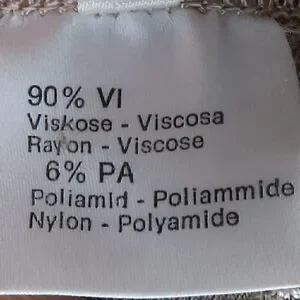 90% VI
Viskose - Viscosa
Rayon - Viscose
6% PA
Poliamid - Poliammide
Nylon - Polyamide